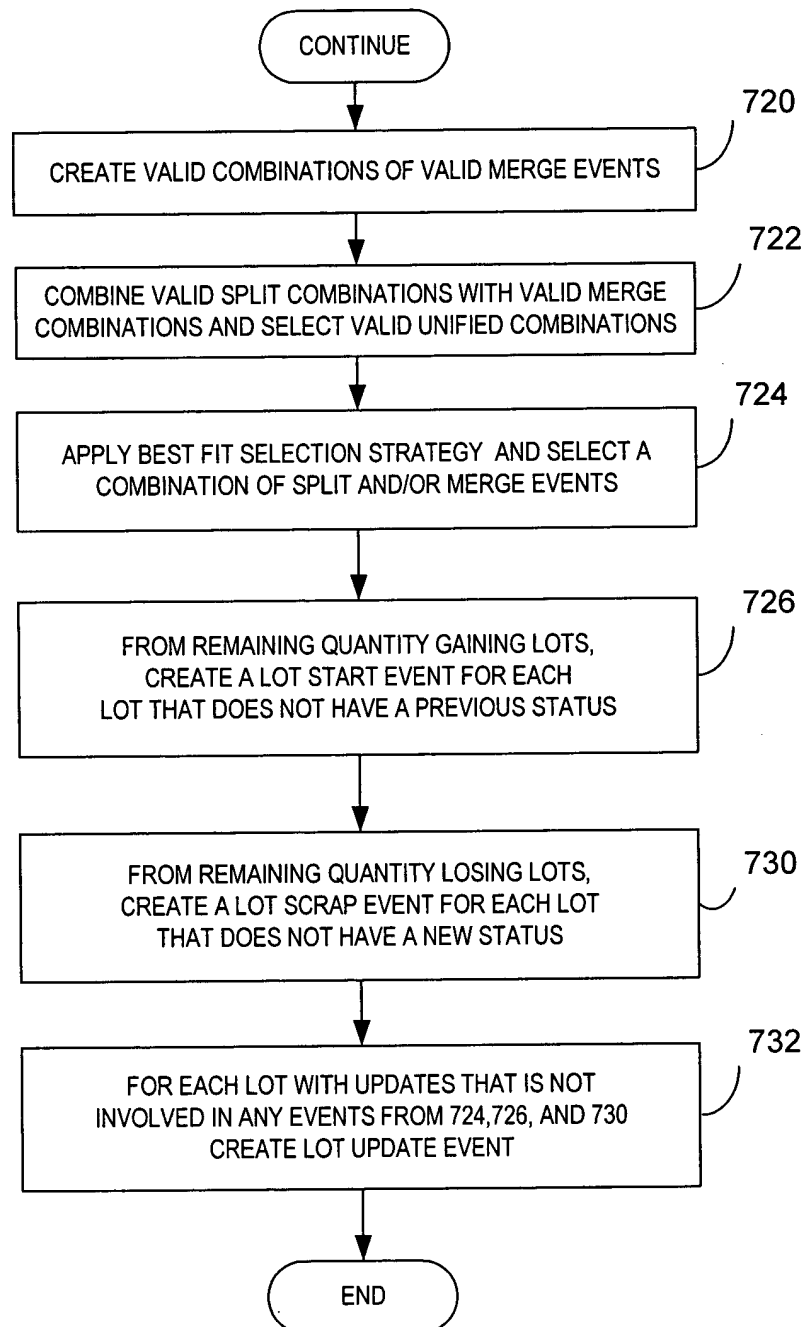 CONTINUE
720
CREATE VALID COMBINATIONS OF VALID MERGE EVENTS
722
COMBINE VALID SPLIT COMBINATIONS WITH VALID MERGE
COMBINATIONS AND SELECT VALID UNIFIED COMBINATIONS
724
APPLY BEST FIT SELECTION STRATEGY AND SELECT A
COMBINATION OF SPLIT AND/OR MERGE EVENTS
726
FROM REMAINING QUANTITY GAINING LOTS,
CREATE A LOT START EVENT FOR EACH
LOT THAT DOES NOT HAVE A PREVIOUS STATUS
730
FROM REMAINING QUANTITY LOSING LOTS,
CREATE A LOT SCRAP EVENT FOR EACH LOT
THAT DOES NOT HAVE A NEW STATUS
732
FOR EACH LOT WITH UPDATES THAT IS NOT
INVOLVED IN ANY EVENTS FROM 724,726, AND 730
CREATE LOT UPDATE EVENT
END